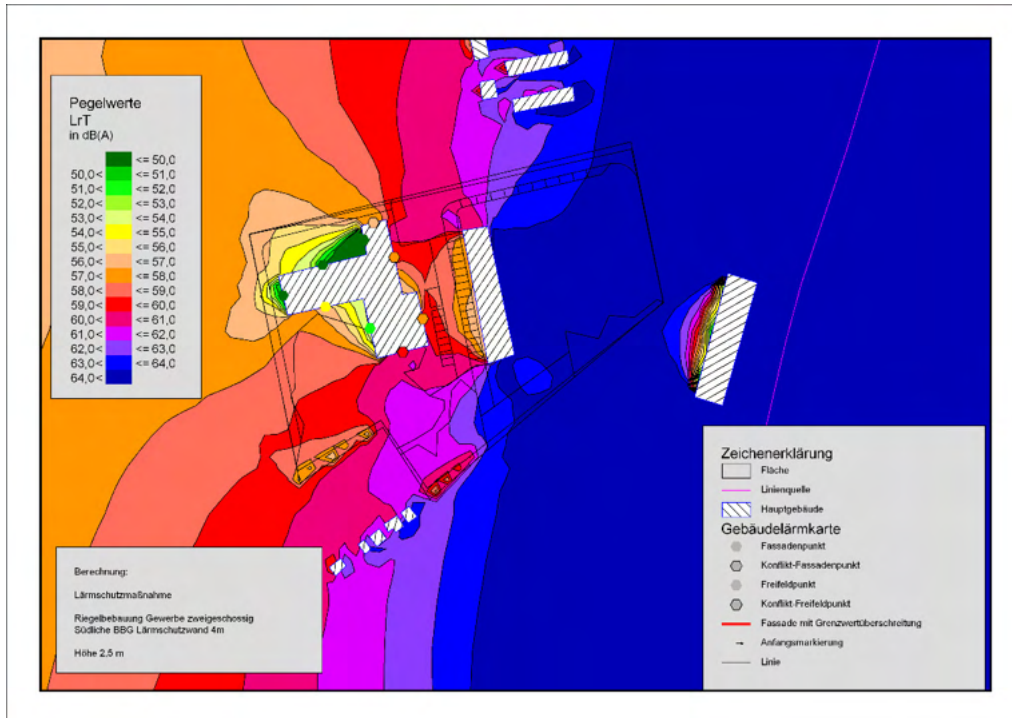 Pegelwerte
LrT
in dB(A)
<= 50,0
50,0< <= 51,0
51,0< <= 52,0
52,0< <= 53,0
53,0< <= 54,0
54,0< <= 55,0
55,0< <= 56,0
56,0< <= 57,0
57,0< <= 58,0
58,0< <= 59,0
59,0< <= 60,0
60,0< <= 61,0
61,0< <= 62,0
62,0< <= 63,0
63,0< <= 64,0
64,0<
Berechnung:
Lärmschutzmaßnahme
Riegelbebauung Gewerbe zweigeschossig
Südliche BBG Lärmschutzwand 4m
Höhe 2,5 m
Zeichenerklärung
Fläche
Linienquelle
Hauptgebäude
Gebäudelärmkarte
Fassadenpunkt
Konflikt-Fassadenpunkt
Freifeldpunkt
Konflikt-Freifeldpunkt
Fassade mit Grenzwertüberschreitung
Anfangsmarkierung
Linie